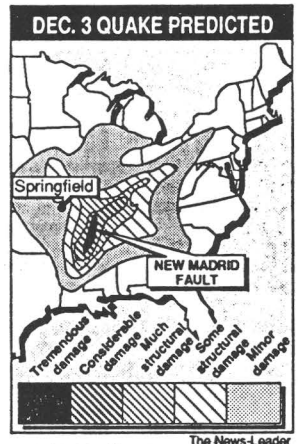 DEC. 3 QUAKE PREDICTED
Springfield
NEW MADRID
FAULT
Tremendous
damage
Considerable
damage
Much
structural
damage
Some
structural
damage
Minor
damage
The News-Leader